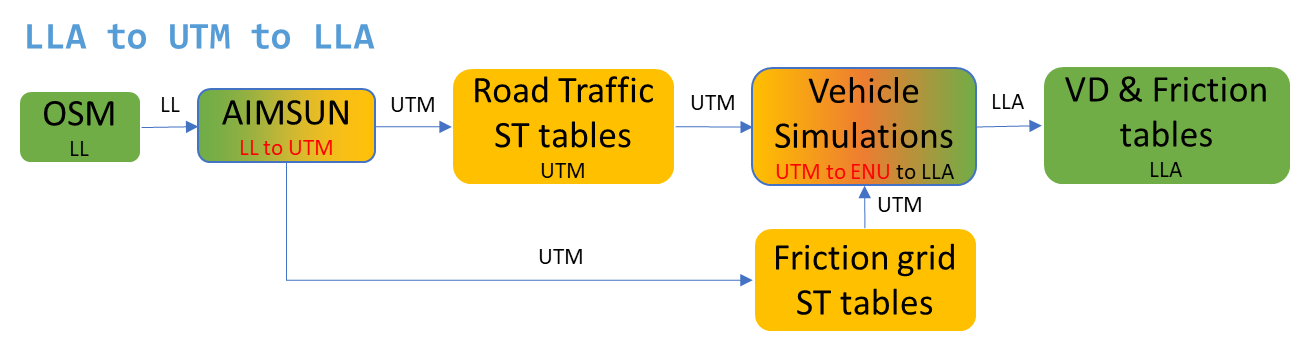 LLA to UTM to LLA
OSM
LL
LL
AIMSUN
LL to UTM
UTM
Road Traffic
ST tables
UTM
UTM
Vehicle
Simulations
UTM to ENU to LLA
LLA
VD & Friction
tables
LLA
UTM
UTM
Friction grid
ST tables